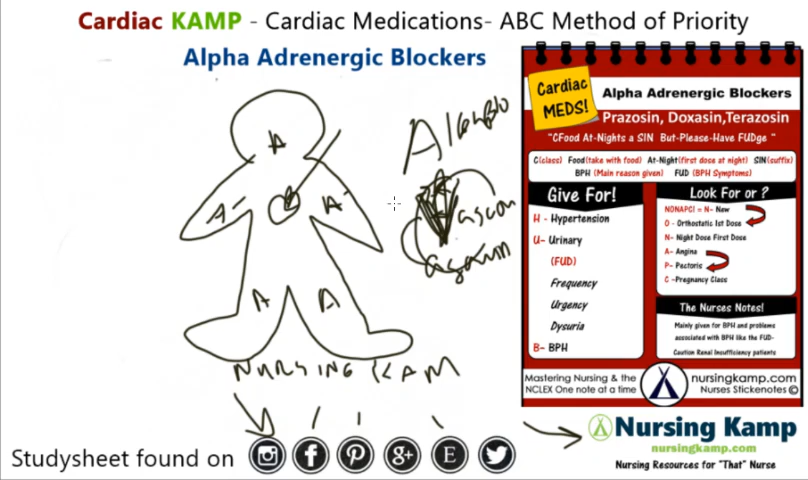 Cardiac KAMP - Cardiac Medications- ABC Method of Priority
Alpha Adrenergic Blockers
A
A
A
A
A
NURSING KAM
Studysheet found on
Cardiac
MEDS!
Alpha Adrenergic Blockers
Prazosin, Doxasin,Terazosin
"CFood At-Nights a SIN But-Please-Have FUDge "
C(class) Food(take with food) At-Night(first dose at night) SIN(suffix)
BPH (Main reason given) FUD (BPH Symptoms)
Give For!
H - Hypertension
U- Urinary
(FUD)
Frequency
Urgency
Dysuria
B- BPH
Look For or ?
NONAPC! = N- New
O - Orthostatic 1st Dose
N- Night Dose First Dose
A- Angina
P- Pectoris
C -Pregnancy Class
The Nurses Notes!
Mainly given for BPH and problems
associated with BPH like the FUD-
Caution Renal Insufficiency patients
Mastering Nursing & the
NCLEX One note at a time
nursingkamp.com
Nurses Stickenotes ©
Nursing Kamp
nursingkamp.com
Nursing Resources for "That" Nurse